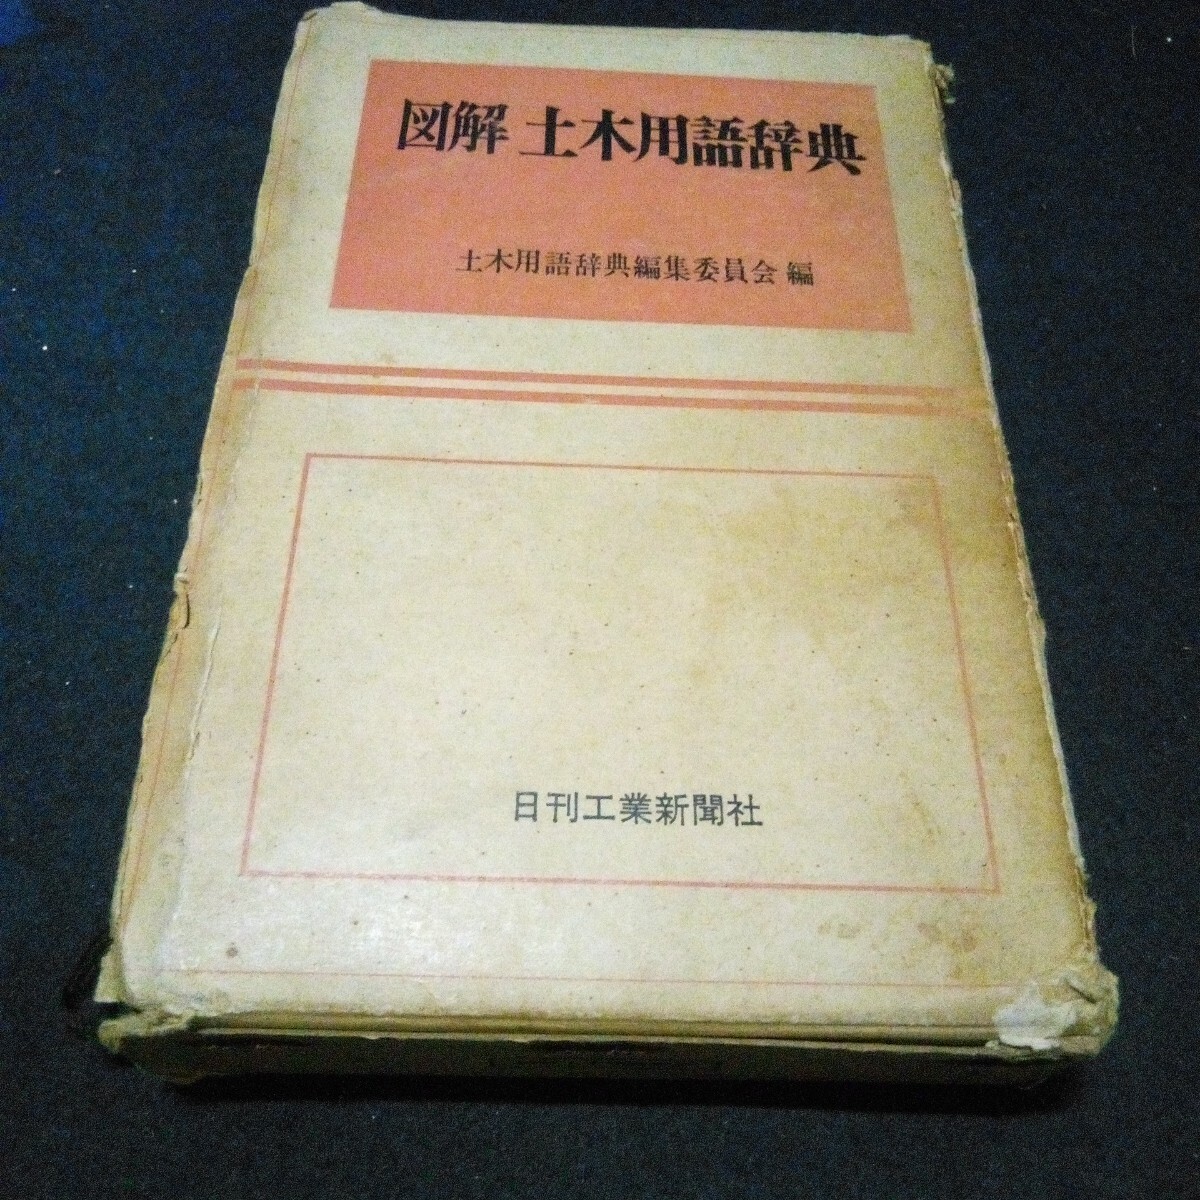 図解 土木用語辞典
土木用語辞典編集委員会 編
日刊工業新聞社